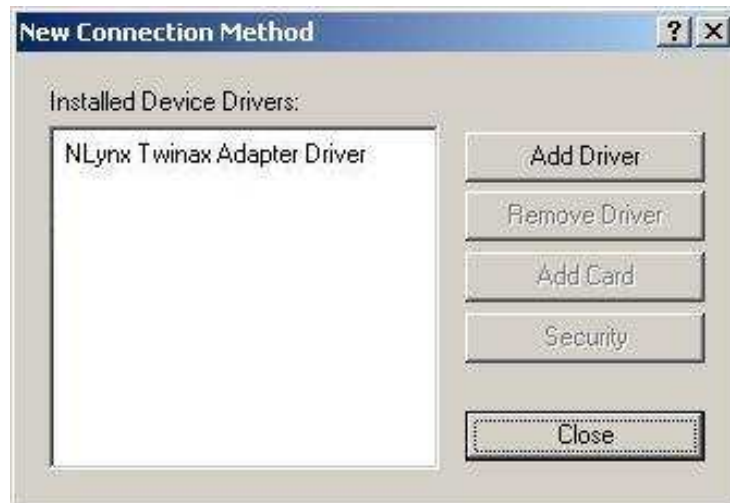 New Connection Method
?
Installed Device Drivers:
NLynx Twinax Adapter Driver
Add Driver
Remove Driver
Add Card
Security
Close